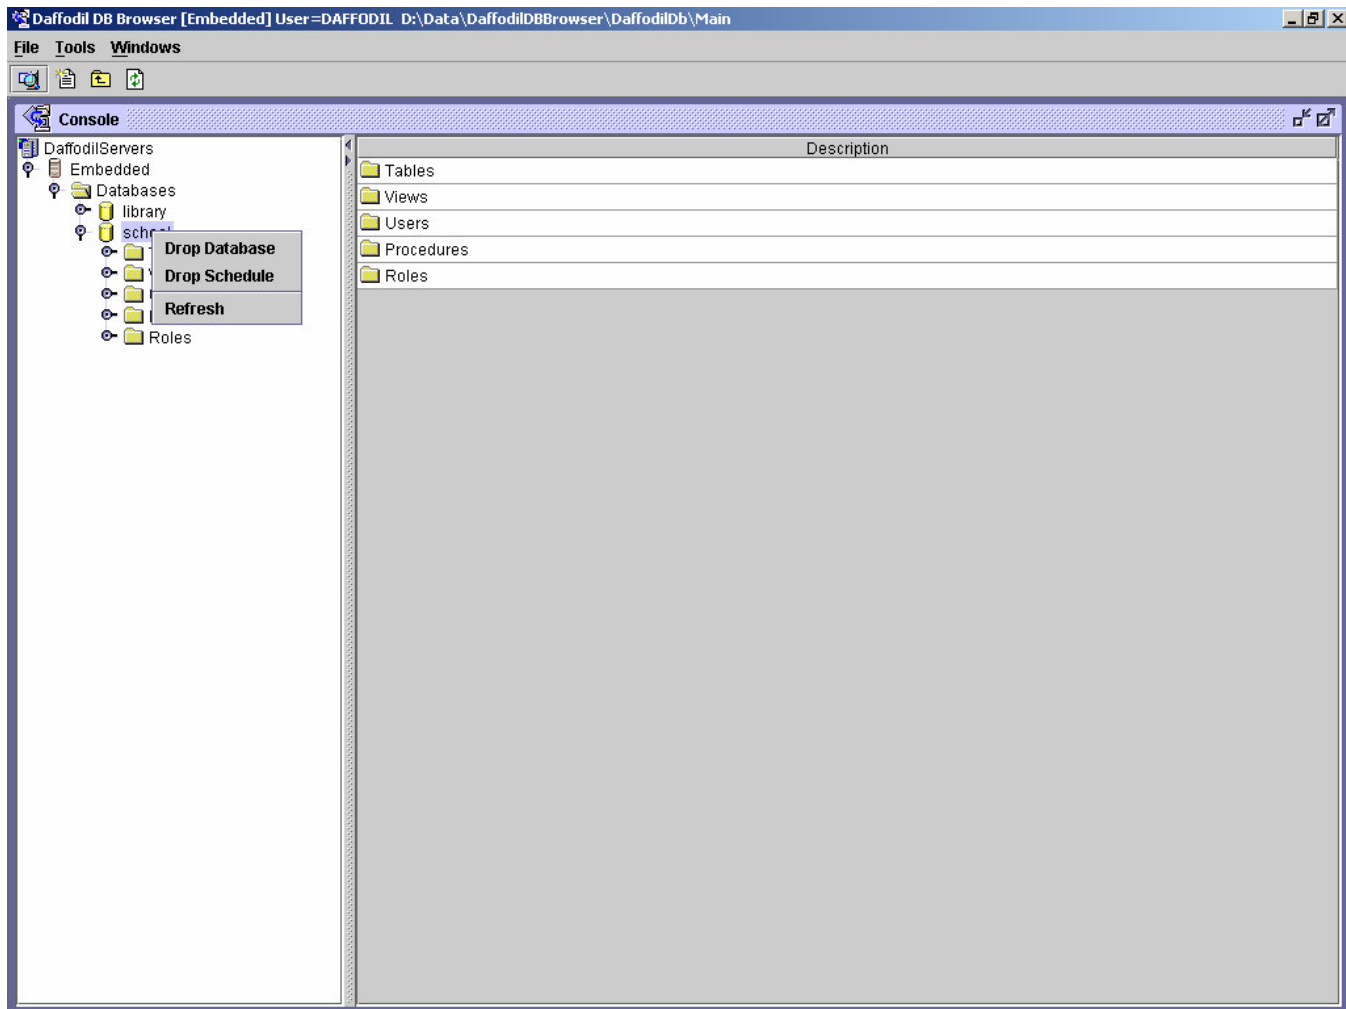 Daffodil DB Browser [Embedded] User=DAFFODIL D:\Data\DaffodilDBBrowser\DaffodilDb\Main
File Tools Windows
Console
DaffodilServers
Embedded
Databases
library
Drop Database
Drop Schedule
Refresh
Roles
Description
Tables
Views
Users
Procedures
Roles